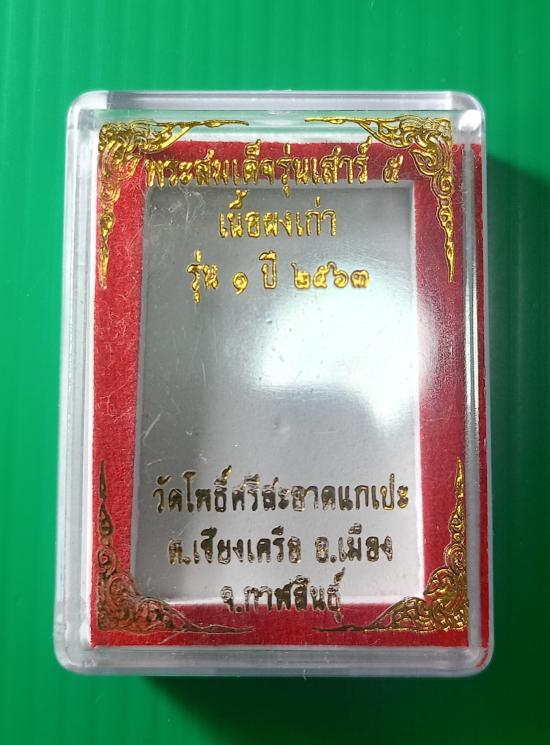 พระสมเด็จรุ่นเสาร์ ๕
เนื้อผงเก่า
รุ่น ๑ ปี ๒๕๖๓
วัดโพธิ์ศรีสะอาดแกเปะ
ต.เชียงเครือ อ.เมือง
จ.กาฬสินธุ์